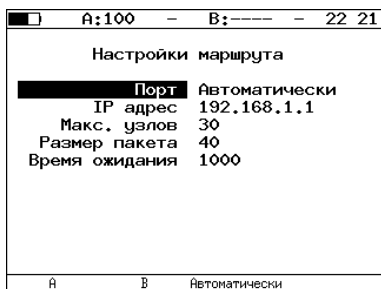 A:100 – B:---- – 22 21
Настройки маршрута
Порт Автоматически
IP адрес 192.168.1.1
Макс. узлов 30
Размер пакета 40
Время ожидания 1000
A B Автоматически